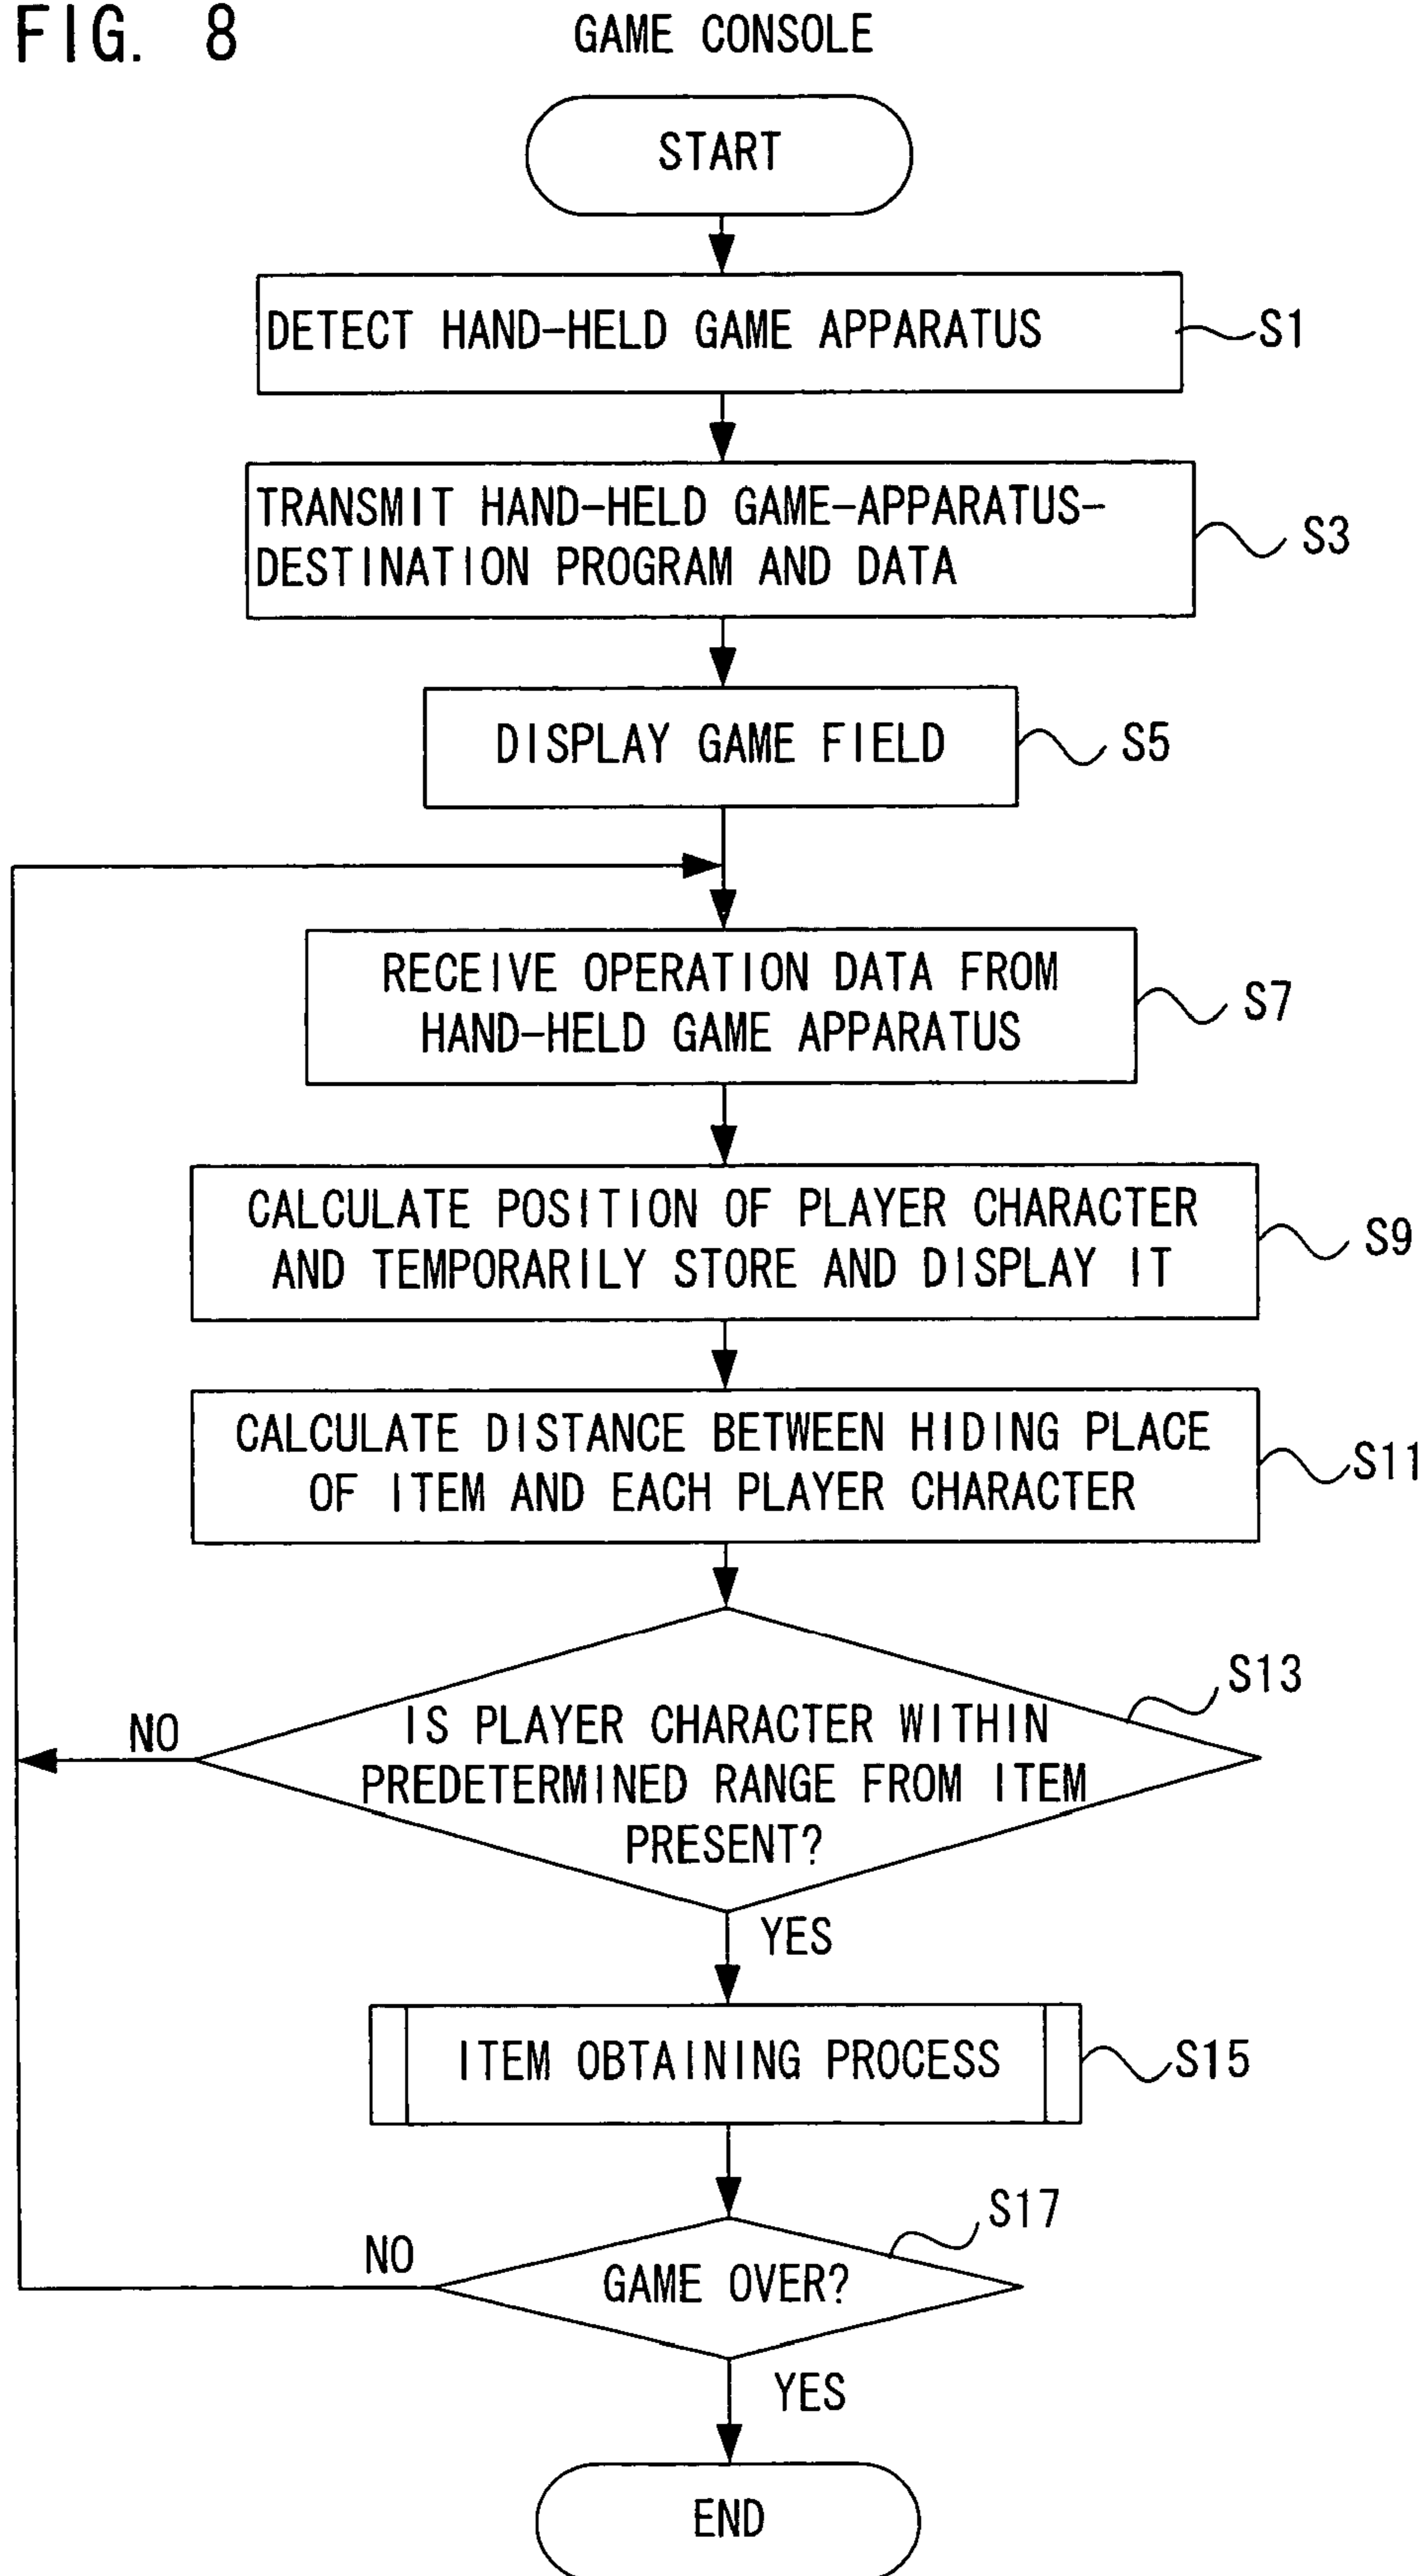 FIG. 8
GAME CONSOLE
START
DETECT HAND-HELD GAME APPARATUS
S1
TRANSMIT HAND-HELD GAME-APPARATUS-
DESTINATION PROGRAM AND DATA
S3
DISPLAY GAME FIELD
S5
RECEIVE OPERATION DATA FROM
HAND-HELD GAME APPARATUS
S7
CALCULATE POSITION OF PLAYER CHARACTER
AND TEMPORARILY STORE AND DISPLAY IT
S9
CALCULATE DISTANCE BETWEEN HIDING PLACE
OF ITEM AND EACH PLAYER CHARACTER
S11
S13
NO
IS PLAYER CHARACTER WITHIN
PREDETERMINED RANGE FROM ITEM
PRESENT?
YES
ITEM OBTAINING PROCESS
S15
S17
NO
GAME OVER?
YES
END